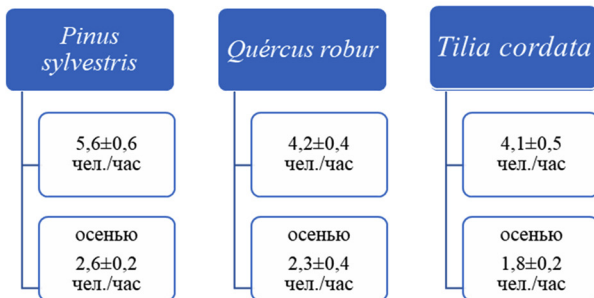 Pinus
sylvestris
5,6±0,6
чел./час
осенью
2,6±0,2
чел./час
Quércus robur
4,2±0,4
чел./час
осенью
2,3±0,4
чел./час
Tilia cordata
4,1±0,5
чел./час
осенью
1,8±0,2
чел./час